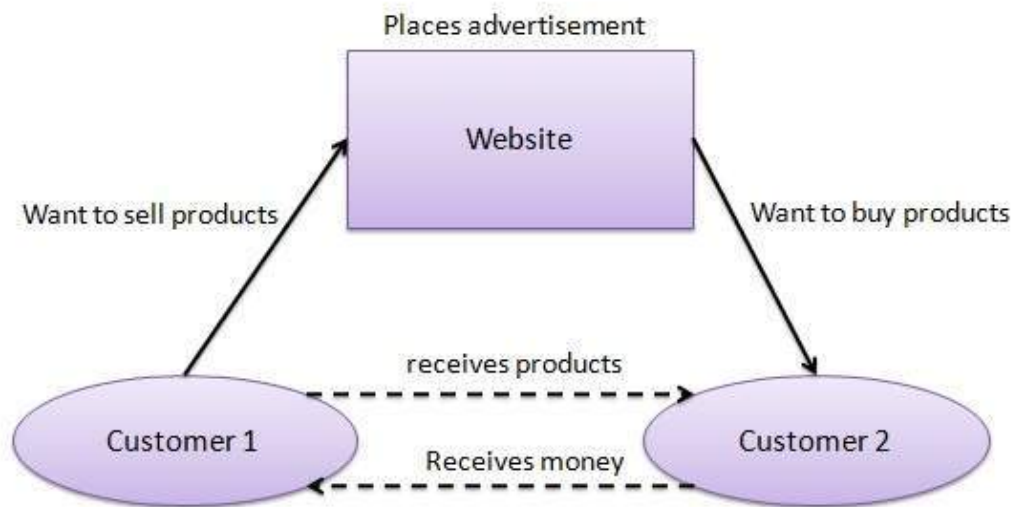 Places advertisement
Website
Want to sell products
Want to buy products
receives products
Customer 1
Customer 2
Receives money